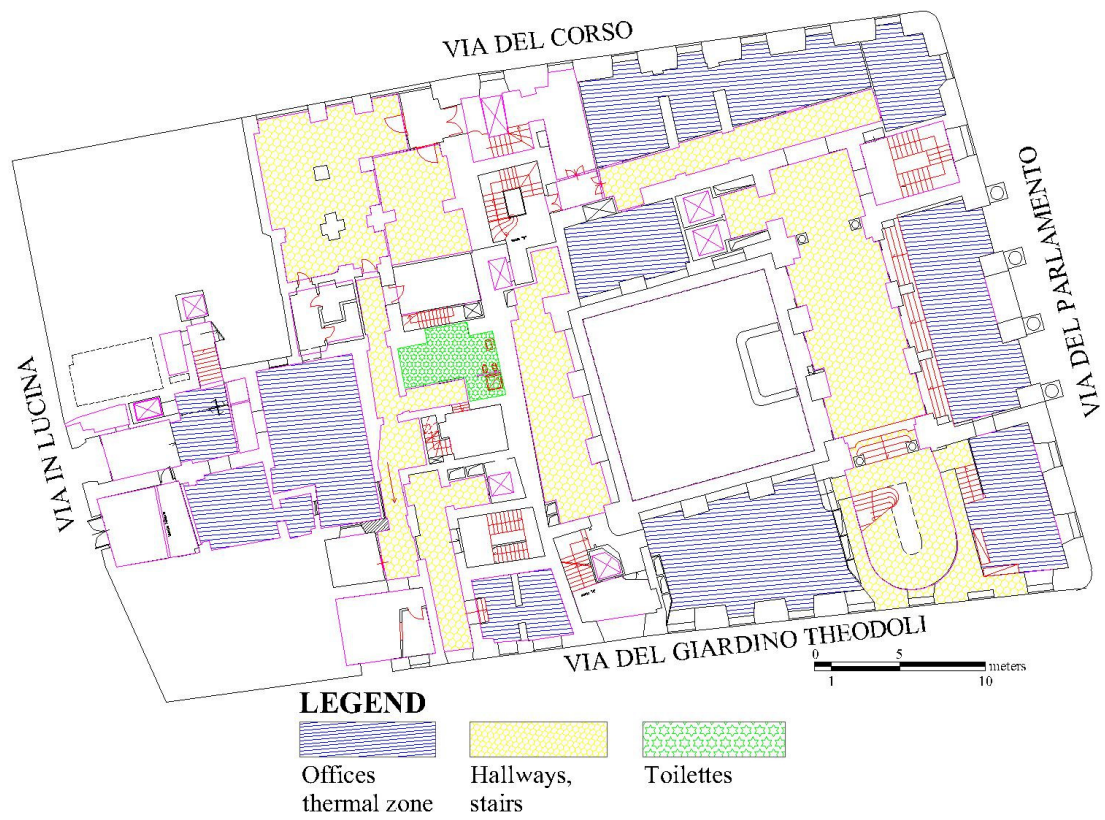 VIA DEL CORSO
VIA DEL PARLAMENTO
VIA IN LUCINA
VIA DEL GIARDINO THEODOLI
0 5 meters
1 10
LEGEND
Offices thermal zone
Hallways, stairs
Toilettes